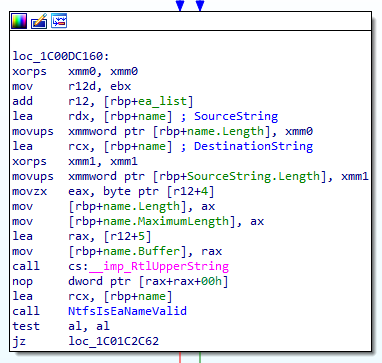 loc_1C00DC160:
xorps xmm0, xmm0
mov r12d, ebx
add r12, [rbp+ea_list]
lea rdx, [rbp+name] ; SourceString
movups xmmword ptr [rbp+name.Length], xmm0
lea rcx, [rbp+name] ; DestinationString
xorps xmm1, xmm1
movups xmmword ptr [rbp+SourceString.Length], xmm1
movzx eax, byte ptr [r12+4]
mov [rbp+name.Length], ax
mov [rbp+name.MaximumLength], ax
lea rax, [r12+5]
mov [rbp+name.Buffer], rax
call cs:__imp_RtlUpperString
nop dword ptr [rax+rax+00h]
lea rcx, [rbp+name]
call NtfsIsEaNameValid
test al, al
jz loc_1C01C2C62